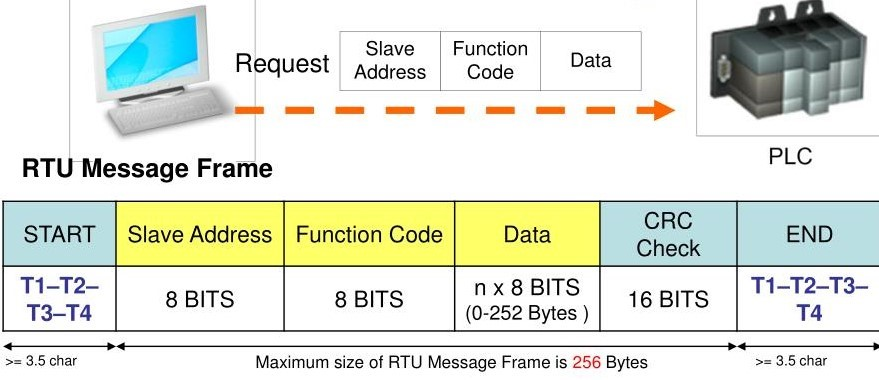 Request
Slave
Address
Function
Code
Data
PLC
RTU Message Frame
START
Slave Address
Function Code
Data
CRC
Check
END
T1–T2–
T3–T4
8 BITS
8 BITS
n x 8 BITS
(0-252 Bytes )
16 BITS
T1–T2–T3–
T4
>= 3.5 char
Maximum size of RTU Message Frame is 256 Bytes
>= 3.5 char